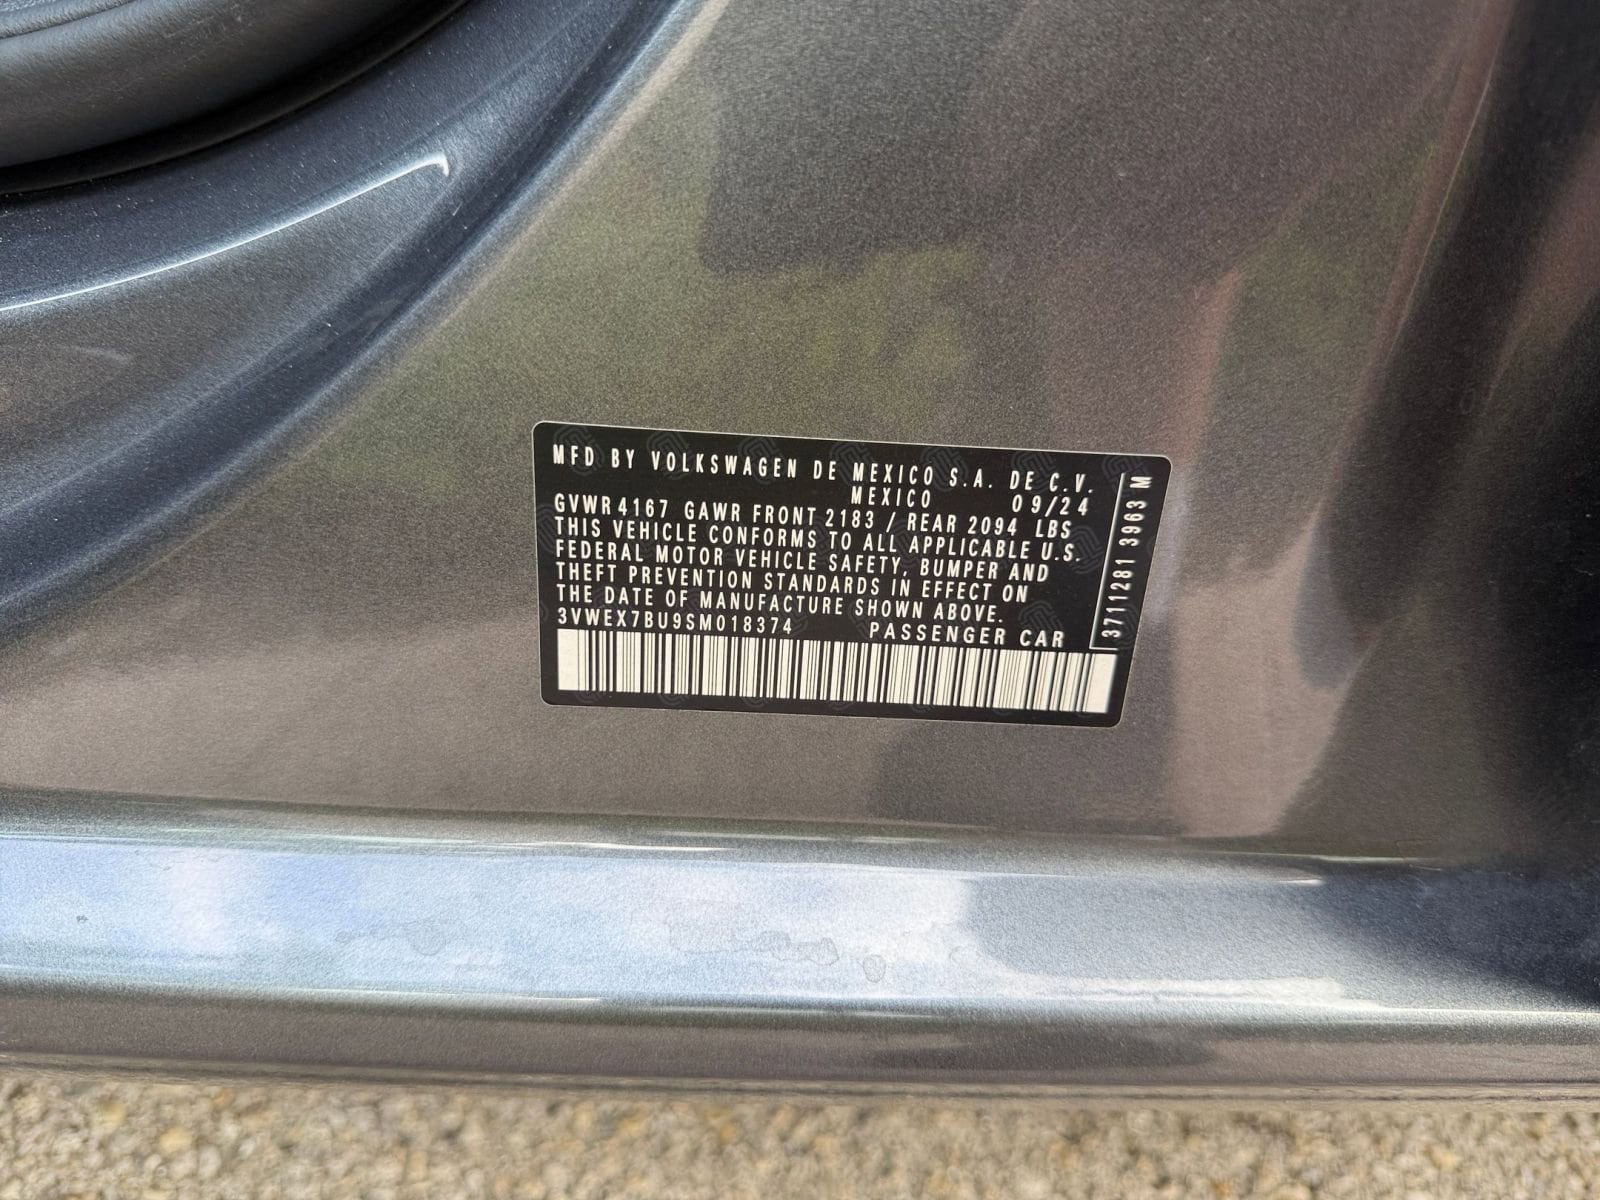 MFD BY VOLKSWAGEN DE MEXICO S.A. DE C.V.
MEXICO 09/24
GVWR 4167 GAWR FRONT 2183 / REAR 2094 LBS
THIS VEHICLE CONFORMS TO ALL APPLICABLE U.S.
FEDERAL MOTOR VEHICLE SAFETY, BUMPER AND
THEFT PREVENTION STANDARDS IN EFFECT ON
THE DATE OF MANUFACTURE SHOWN ABOVE.
3VWEX7BU9SM018374 PASSENGER CAR
3711281 3963 M